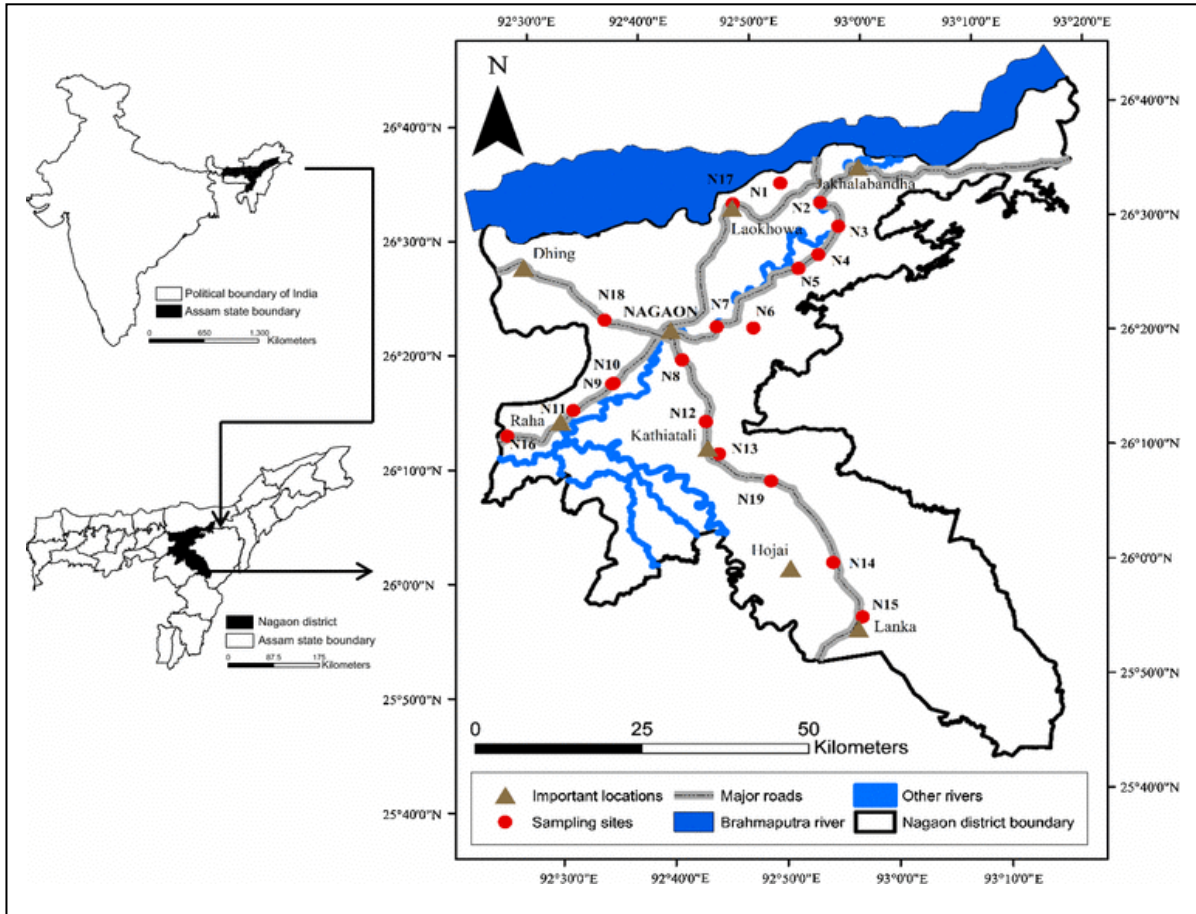 92°30'0"E 92°40'0"E 92°50'0"E 93°0'0"E 93°10'0"E 93°20'0"E
N
26°40'0"N
26°30'0"N
26°20'0"N
26°10'0"N
26°0'0"N
25°50'0"N
25°40'0"N
26°40'0"N
26°30'0"N
26°20'0"N
26°10'0"N
26°0'0"N
25°50'0"N
25°40'0"N
N17
N1
Jakhalabandha
N2
Laokhowa
N3
N4
Dhing
N5
N18
NAGAON
N7
N6
N10
N8
N9
N11
Raha
N16
N12
Kathiatali
N13
N19
Hojai
N14
N15
Lanka
0 25 50
Kilometers
Important locations
Major roads
Other rivers
Sampling sites
Brahmaputra river
Nagaon district boundary
92°30'0"E 92°40'0"E 92°50'0"E 93°0'0"E 93°10'0"E
Political boundary of India
Assam state boundary
0 650 1,300
Kilometers
Nagaon district
Assam state boundary
0 87.5 175
Kilometers